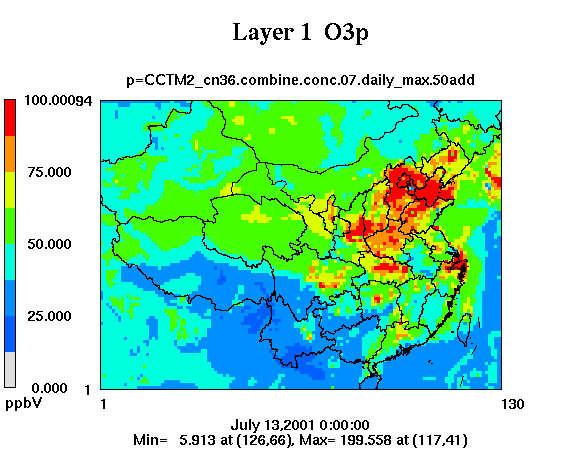 Layer 1 O3p
p=CCTM2_cn36.combine.conc.07.daily_max.50add
100.000
94
75.000
50.000
25.000
0.000
ppbV
1
1
130
July 13,2001 0:00:00
Min= 5.913 at (126,66), Max= 199.558 at (117,41)